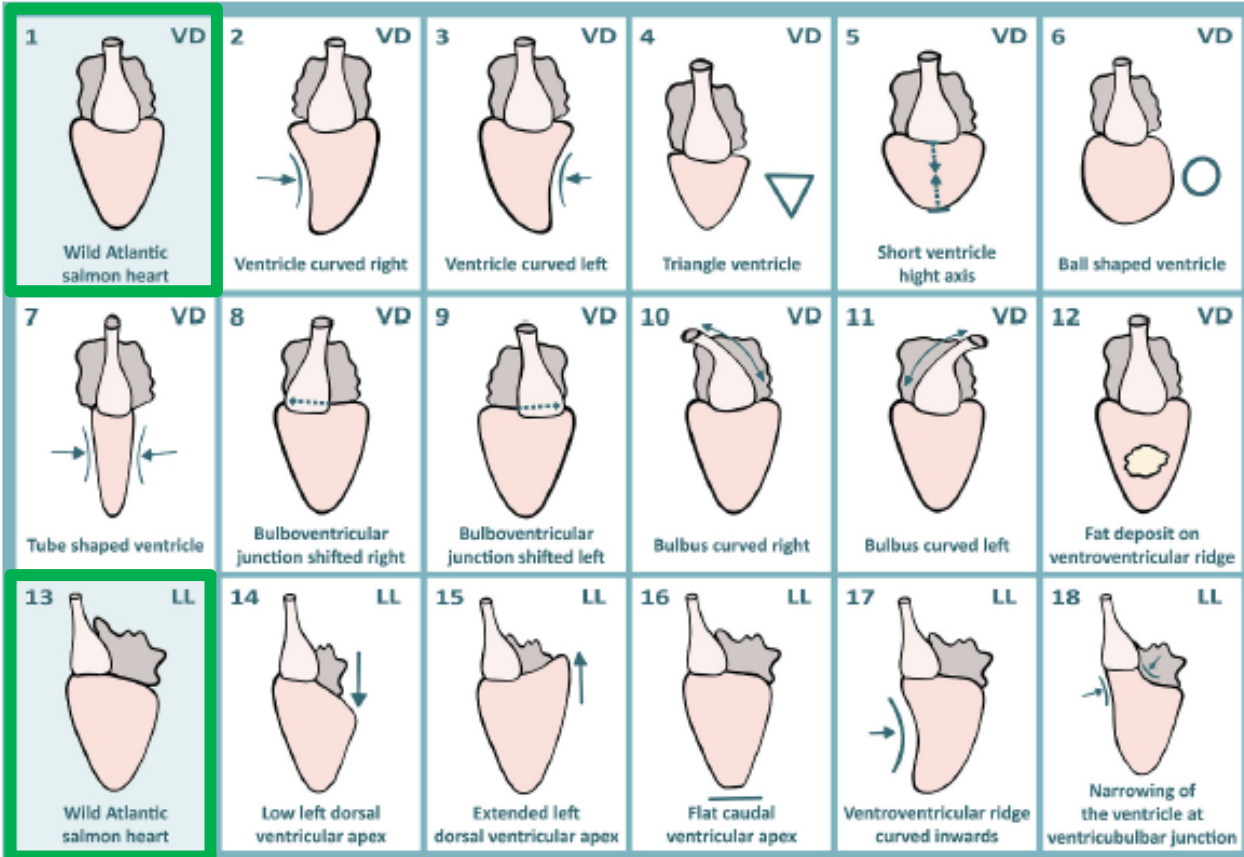 1 VD
Wild Atlantic
salmon heart
2 VD
Ventricle curved right
3 VD
Ventricle curved left
4 VD
Triangle ventricle
5 VD
Short ventricle
hight axis
6 VD
Ball shaped ventricle
7 VD
Tube shaped ventricle
8 VD
Bulboventricular
junction shifted right
9 VD
Bulboventricular
junction shifted left
10 VD
Bulbus curved right
11 VD
Bulbus curved left
12 VD
Fat deposit on
ventroventricular ridge
13 LL
Wild Atlantic
salmon heart
14 LL
Low left dorsal
ventricular apex
15 LL
Extended left
dorsal ventricular apex
16 LL
Flat caudal
ventricular apex
17 LL
Ventroventricular ridge
curved inwards
18 LL
Narrowing of
the ventricle at
ventricubulbar junction